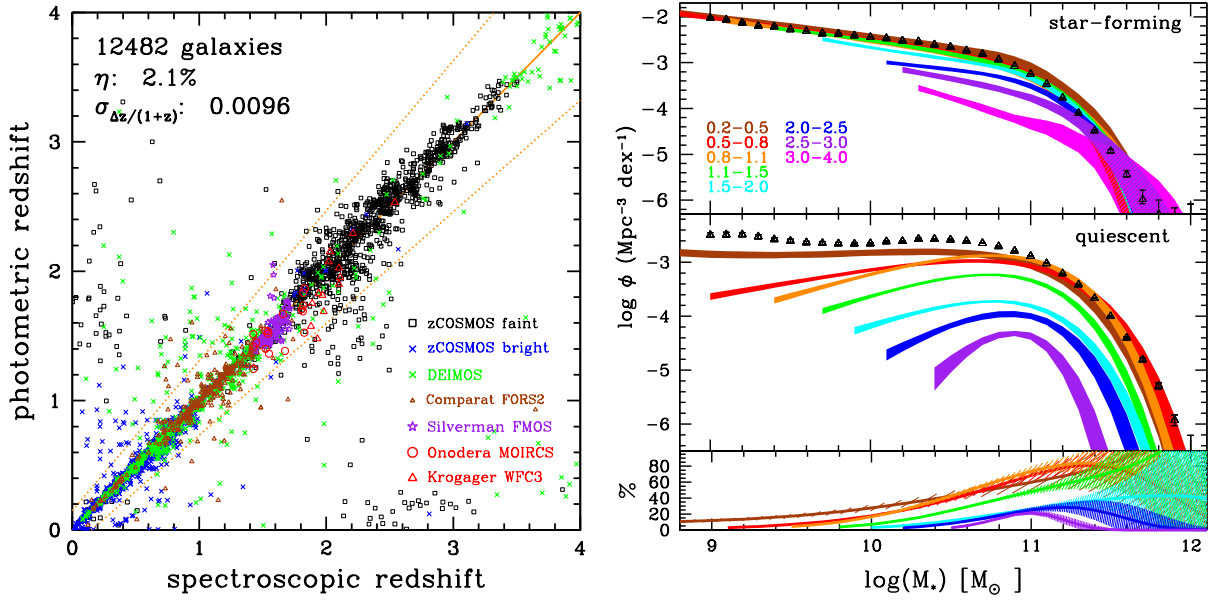 12482 galaxies
η: 2.1%
σΔz/(1+z): 0.0096
photometric redshift
4
3
2
1
0
zCOSMOS faint
zCOSMOS bright
DEIMOS
Comparat FORS2
Silverman FMOS
Onodera MOIRCS
Krogager WFC3
0 1 2 3 4
spectroscopic redshift
log ϕ (Mpc⁻³ dex⁻¹)
−2
−3
−4
−5
−6
star−forming
0.2−0.5 2.0−2.5
0.5−0.8 2.5−3.0
0.8−1.1 3.0−4.0
1.1−1.5
1.5−2.0
quiescent
−3
−4
−5
−6
%
80
60
40
20
0
9 10 11 12
log(M*) [M⊙ ]